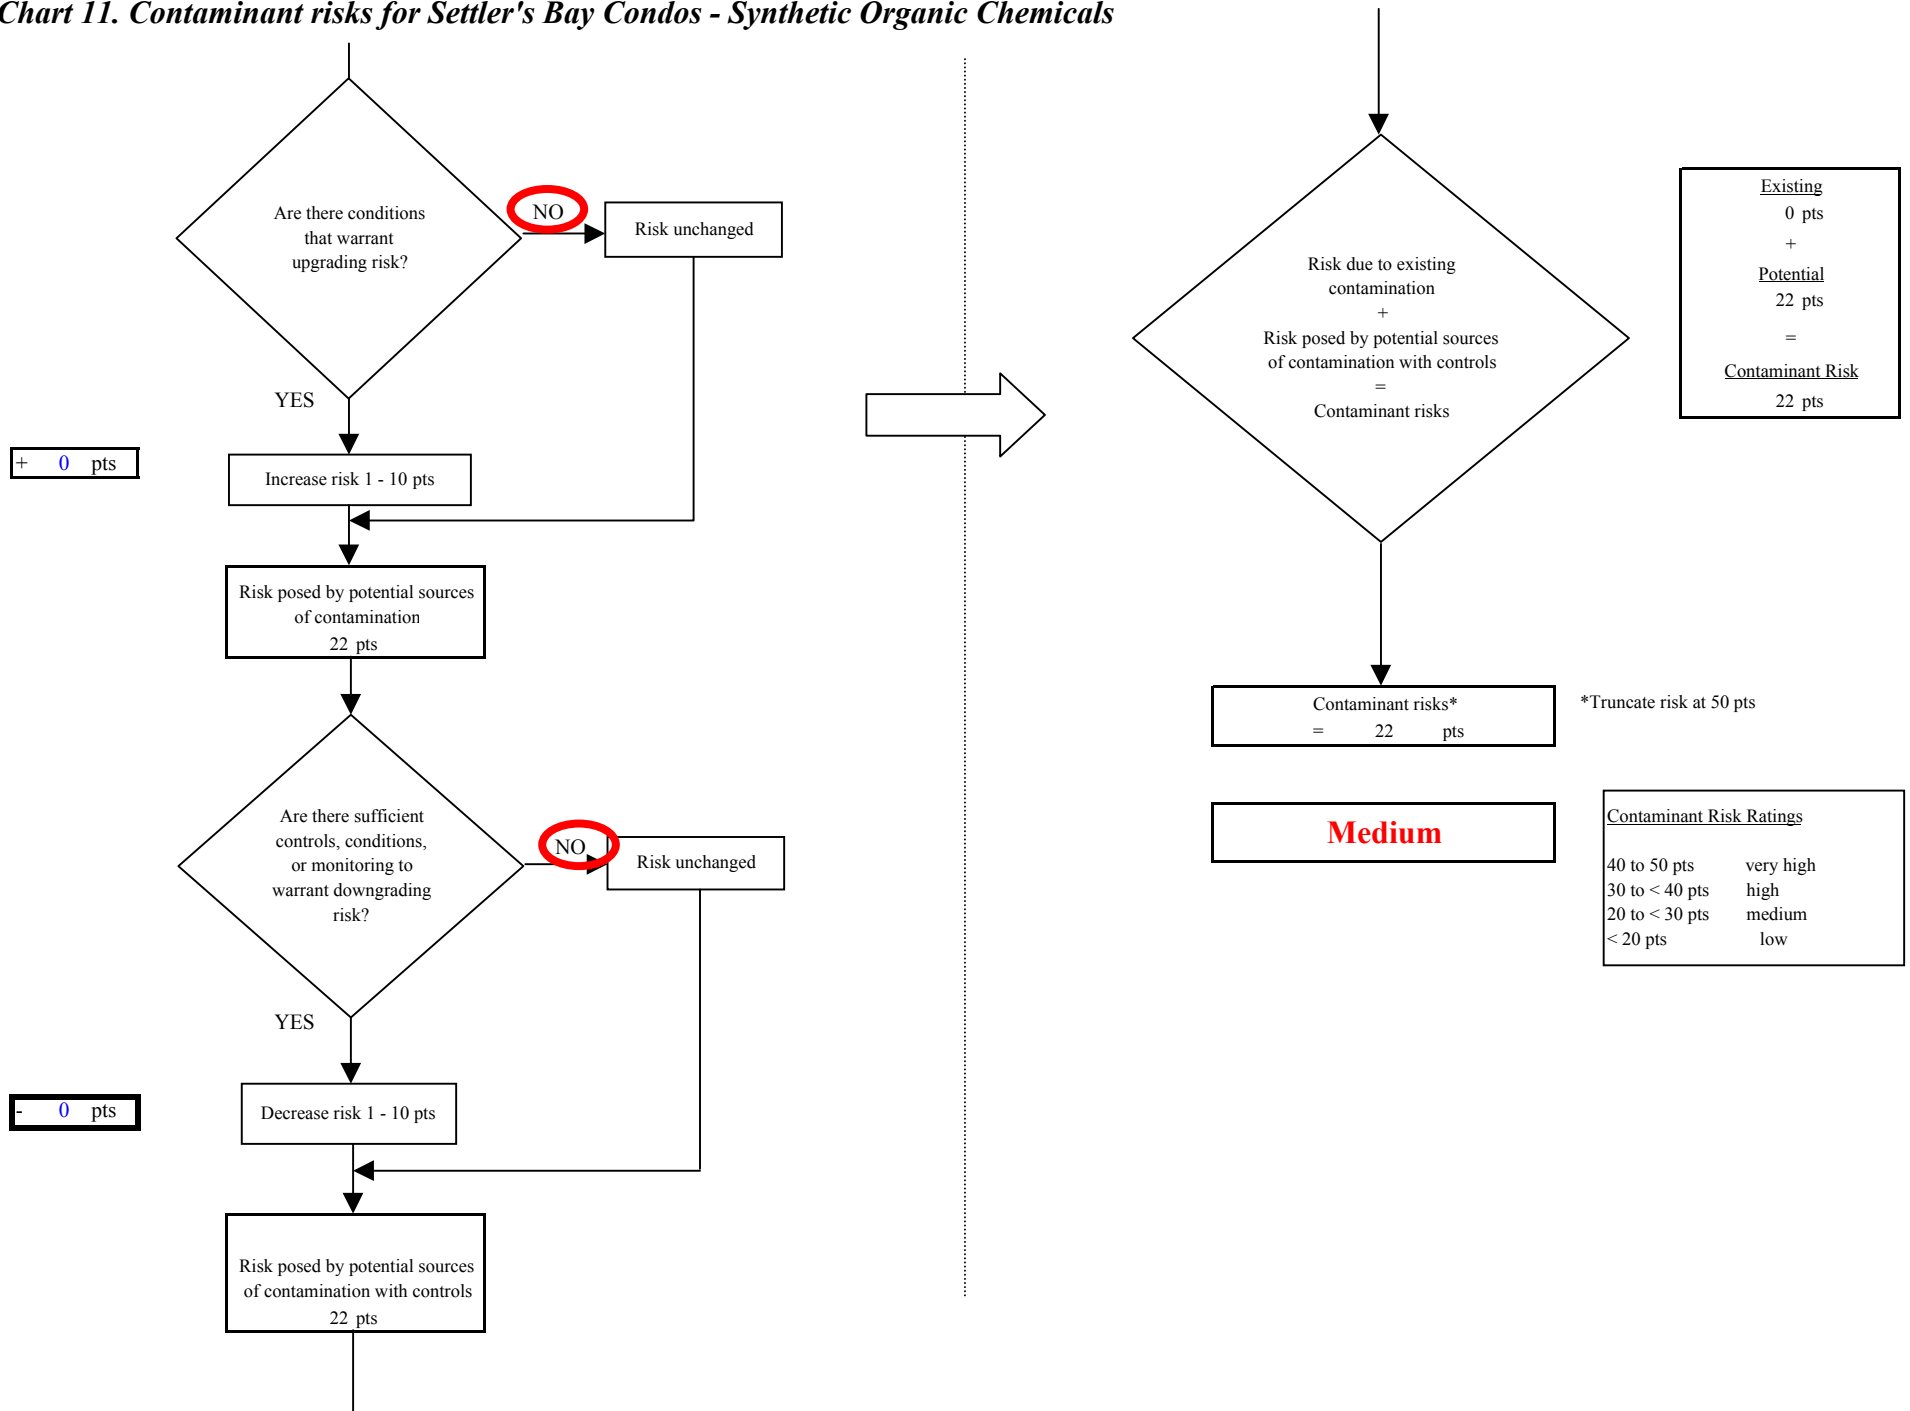 Chart 11. Contaminant risks for Settler's Bay Condos - Synthetic Organic Chemicals
Are there conditions
that warrant
upgrading risk?
NO
Risk unchanged
YES
+ 0 pts
Increase risk 1 - 10 pts
Risk posed by potential sources
of contamination
22 pts
Are there sufficient
controls, conditions,
or monitoring to
warrant downgrading
risk?
NO
Risk unchanged
YES
- 0 pts
Decrease risk 1 - 10 pts
Risk posed by potential sources
of contamination with controls
22 pts
Risk due to existing
contamination
+
Risk posed by potential sources
of contamination with controls
=
Contaminant risks
Existing
0 pts
+
Potential
22 pts
=
Contaminant Risk
22 pts
Contaminant risks*
= 22 pts
*Truncate risk at 50 pts
Medium
Contaminant Risk Ratings
40 to 50 pts very high
30 to < 40 pts high
20 to < 30 pts medium
< 20 pts low